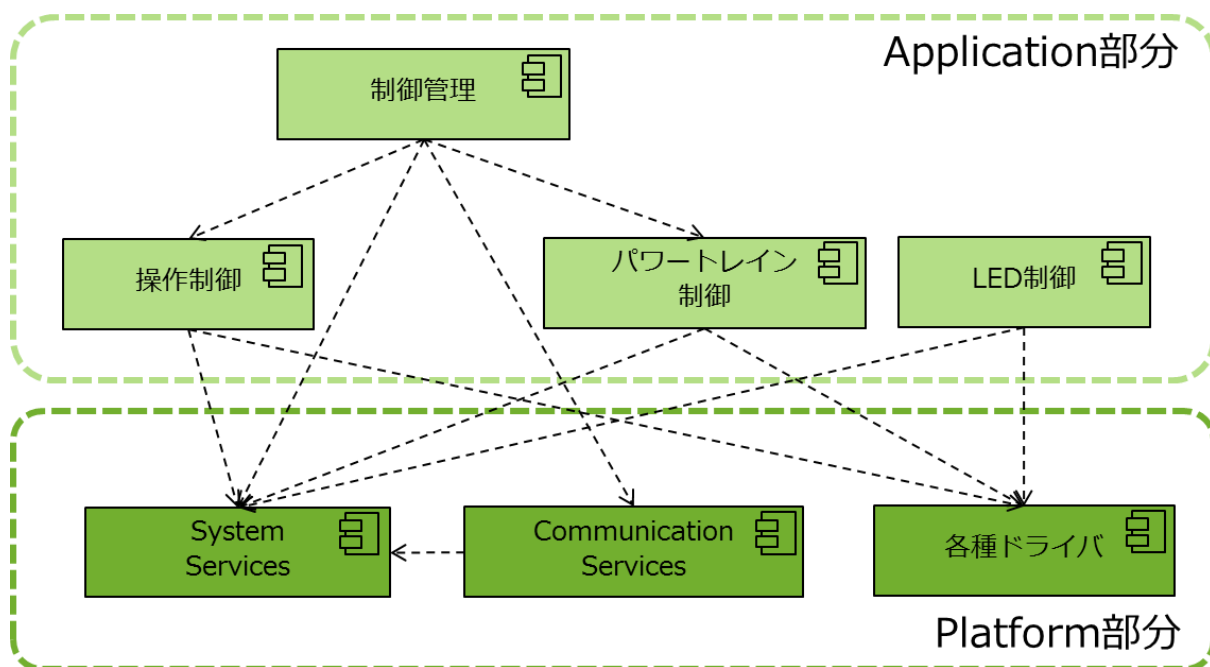 Application部分
制御管理
操作制御
パワートレイン
制御
LED制御
System
Services
Communication
Services
各種ドライバ
Platform部分